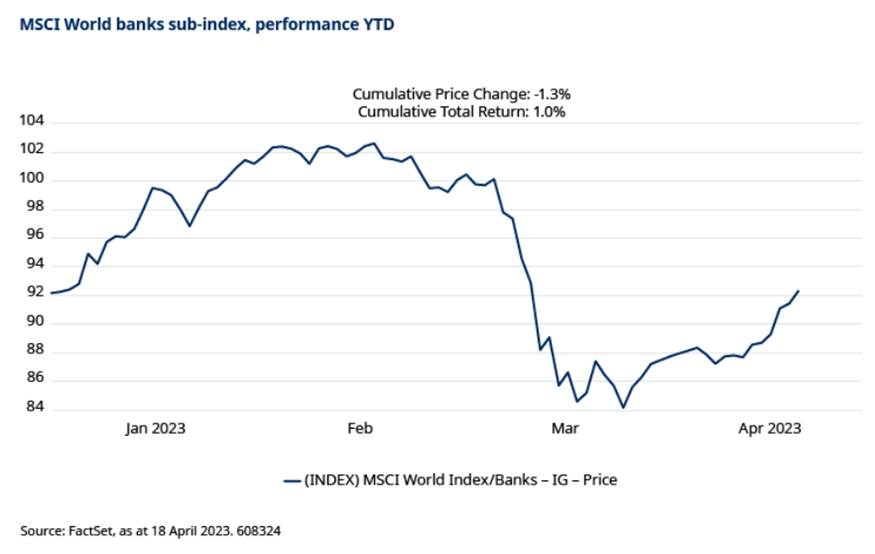 MSCI World banks sub-index, performance YTD
Cumulative Price Change: -1.3%
Cumulative Total Return: 1.0%
104
102
100
98
96
94
92
90
88
86
84
Jan 2023 Feb Mar Apr 2023
(INDEX) MSCI World Index/Banks – IG – Price
Source: FactSet, as at 18 April 2023. 608324